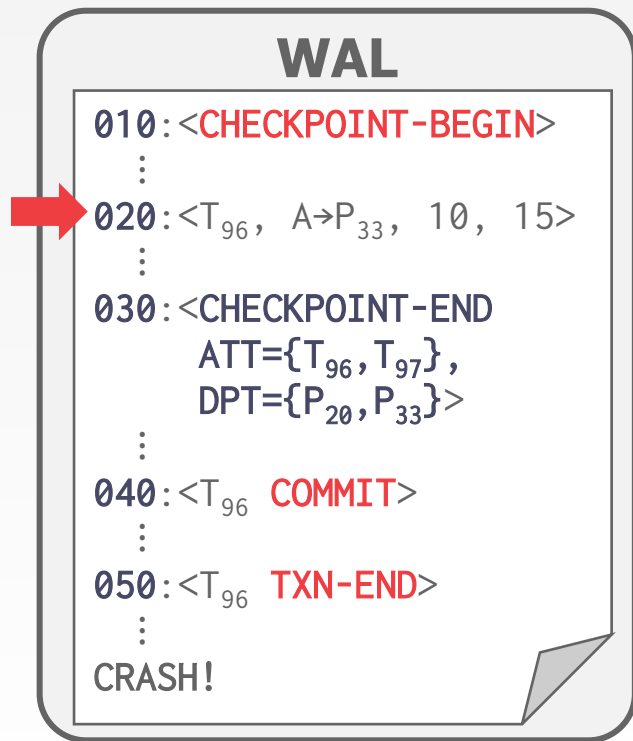 WAL
010:<CHECKPOINT-BEGIN>
⋮
020:<T₉₆, A→P₃₃, 10, 15>
⋮
030:<CHECKPOINT-END
ATT={T₉₆,T₉₇},
DPT={P₂₀,P₃₃}>
⋮
040:<T₉₆ COMMIT>
⋮
050:<T₉₆ TXN-END>
⋮
CRASH!